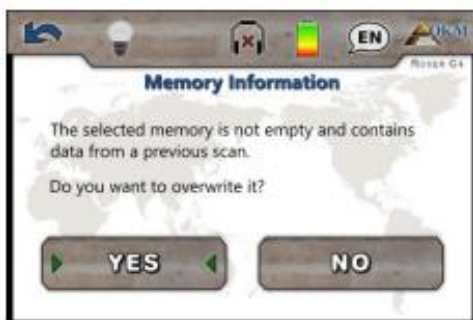 EN
OKM
Rover C4
Memory Information
The selected memory is not empty and contains
data from a previous scan.
Do you want to overwrite it?
YES
NO